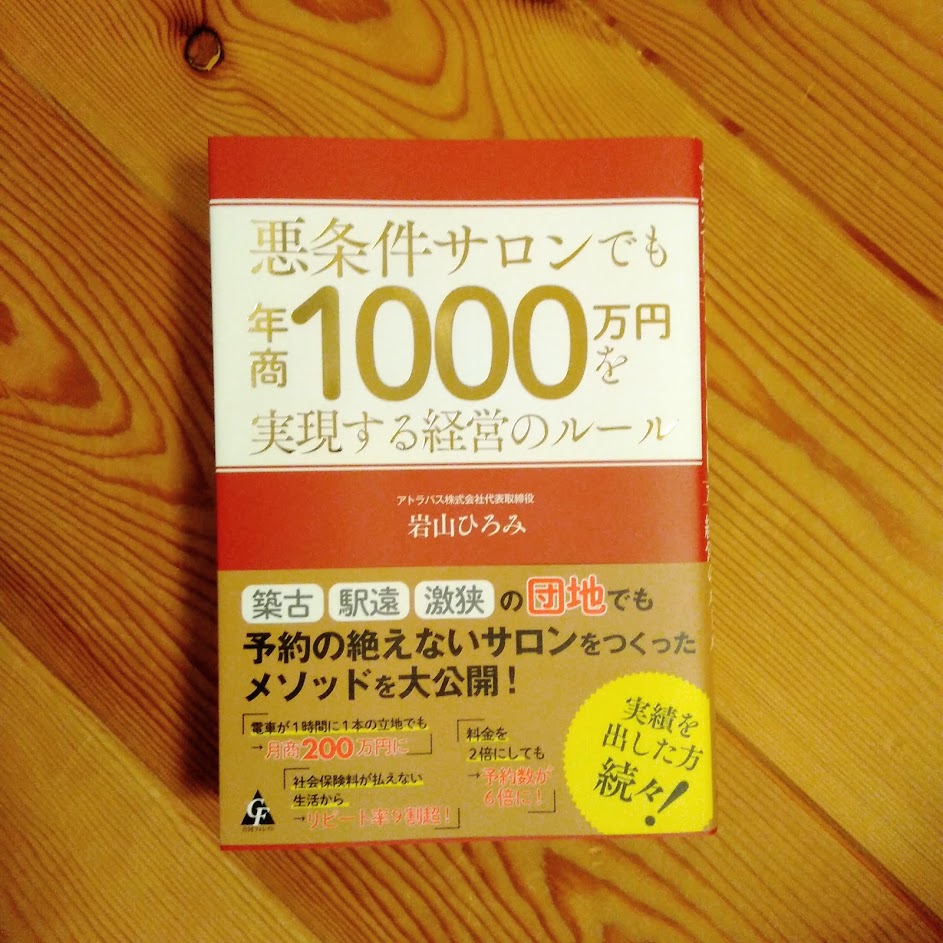 悪条件サロンでも
年商1000万円を
実現する経営のルール
アトラバス株式会社代表取締役
岩山ひろみ
築古 駅遠 激狭 の団地でも
予約の絶えないサロンをつくった
メソッドを大公開!
電車が1時間に1本の立地でも
→月商200万円に
料金を
2倍にしても
→予約数が
6倍に!
社会保険料が払えない
生活から
→リピート率9割超!
実績を
出した方
続々!
GF